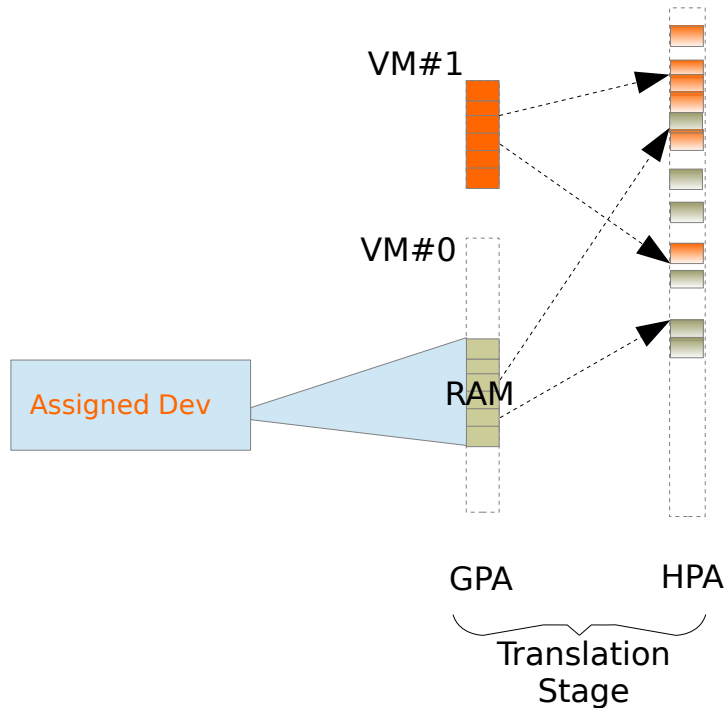 VM#1
VM#0
Assigned Dev
RAM
GPA
HPA
Translation
Stage